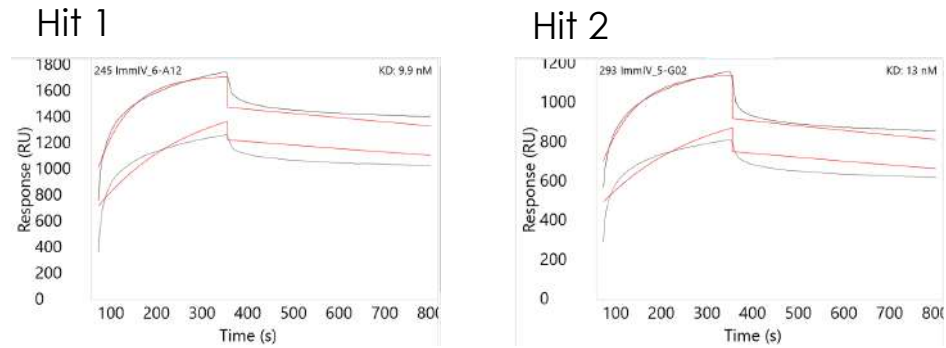 Hit 1
Hit 2
245 ImmIV_6-A12
KD: 9.9 nM
1800
1600
1400
1200
1000
800
600
400
200
0
Response (RU)
100 200 300 400 500 600 700 800
Time (s)
293 ImmIV_5-G02
KD: 13 nM
1200
1000
800
600
400
200
0
Response (RU)
100 200 300 400 500 600 700 800
Time (s)